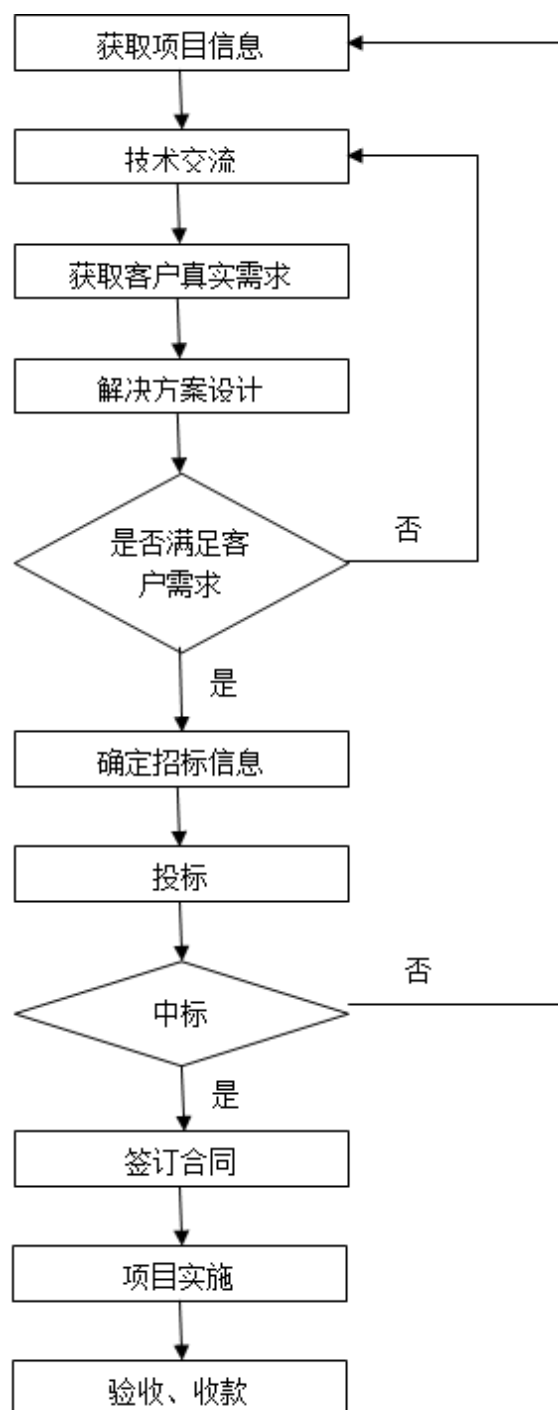 获取项目信息
技术交流
获取客户真实需求
解决方案设计
是否满足客
户需求
否
是
确定招标信息
投标
中标
否
是
签订合同
项目实施
验收、收款